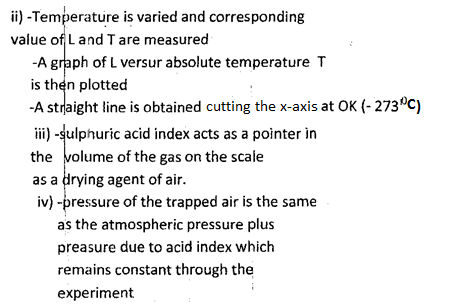 ii) -Temperature is varied and corresponding
value of L and T are measured
-A graph of L versur absolute temperature T
is then plotted
-A straight line is obtained cutting the x-axis at OK (- 273⁰C)
iii) -sulphuric acid index acts as a pointer in
the volume of the gas on the scale
as a drying agent of air.
iv) -pressure of the trapped air is the same
as the atmospheric pressure plus
preasure due to acid index which
remains constant through the
experiment